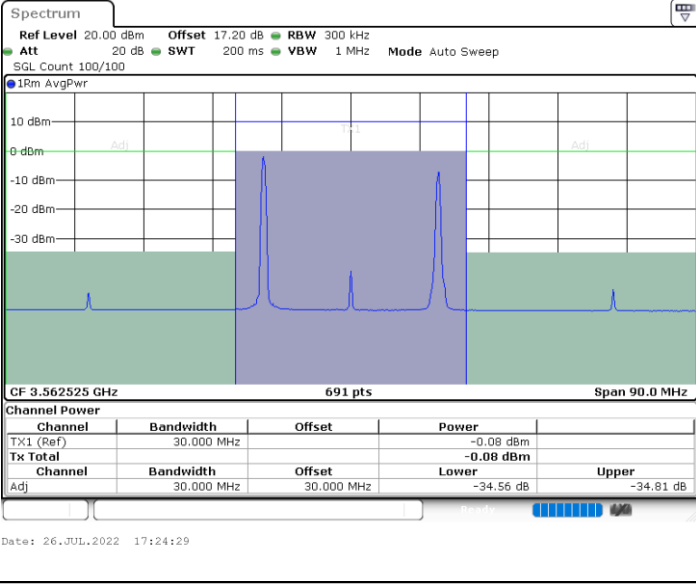 Spectrum
Ref Level 20.00 dBm Offset 17.20 dB RBW 300 kHz
Att 20 dB SWT 200 ms VBW 1 MHz Mode Auto Sweep
SGL Count 100/100
1Rm AvgPwr
10 dBm
TX1
Adj
Adj
0 dBm
-10 dBm
-20 dBm
-30 dBm
CF 3.562525 GHz 691 pts Span 90.0 MHz
Channel Power
Channel Bandwidth Offset Power
TX1 (Ref) 30.000 MHz -0.08 dBm
Tx Total -0.08 dBm
Channel Bandwidth Offset Lower Upper
Adj 30.000 MHz 30.000 MHz -34.56 dB -34.81 dB
Ready
Date: 26.JUL.2022 17:24:29